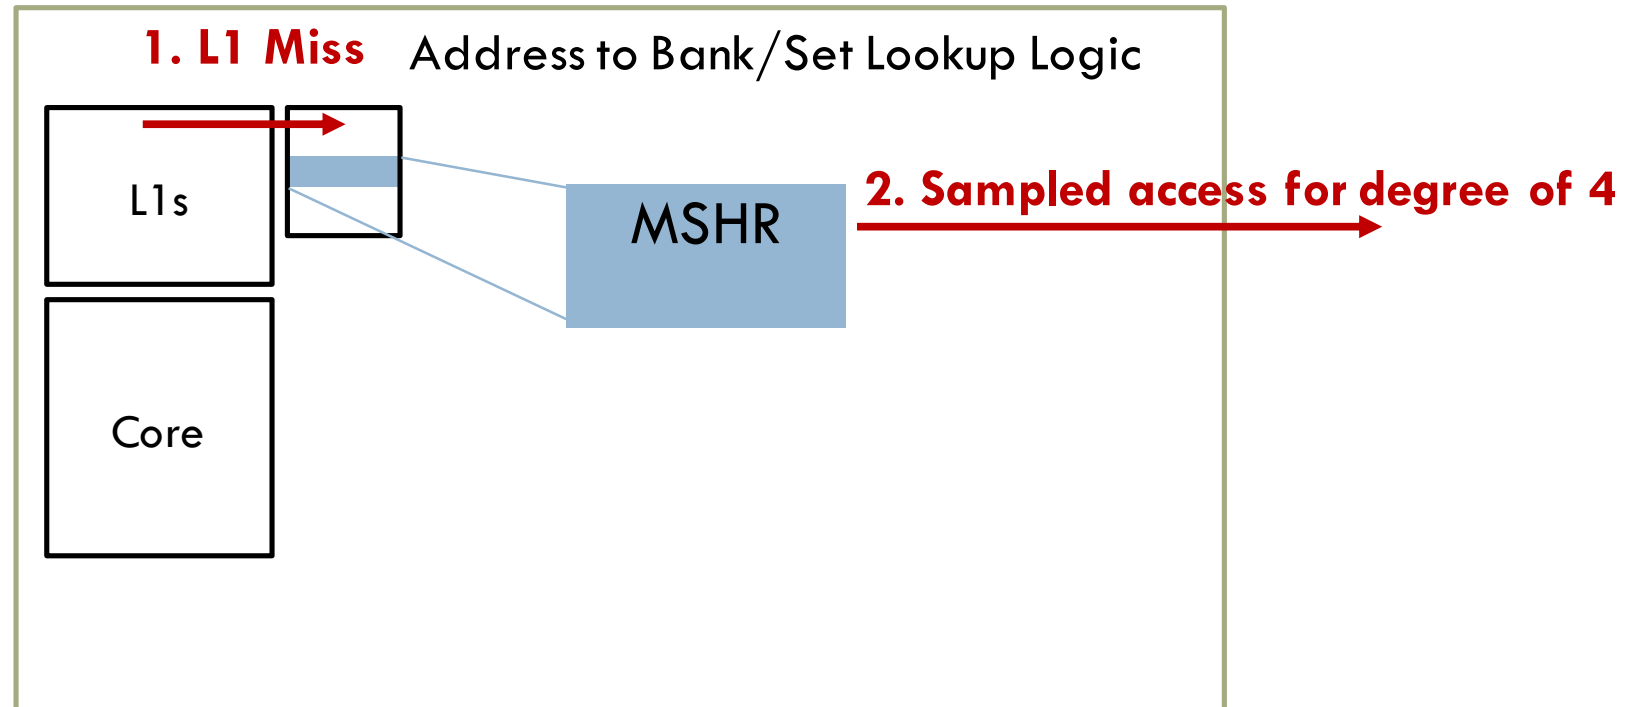 1. L1 Miss
Address to Bank/Set Lookup Logic
L1s
MSHR
2. Sampled access for degree of 4
Core